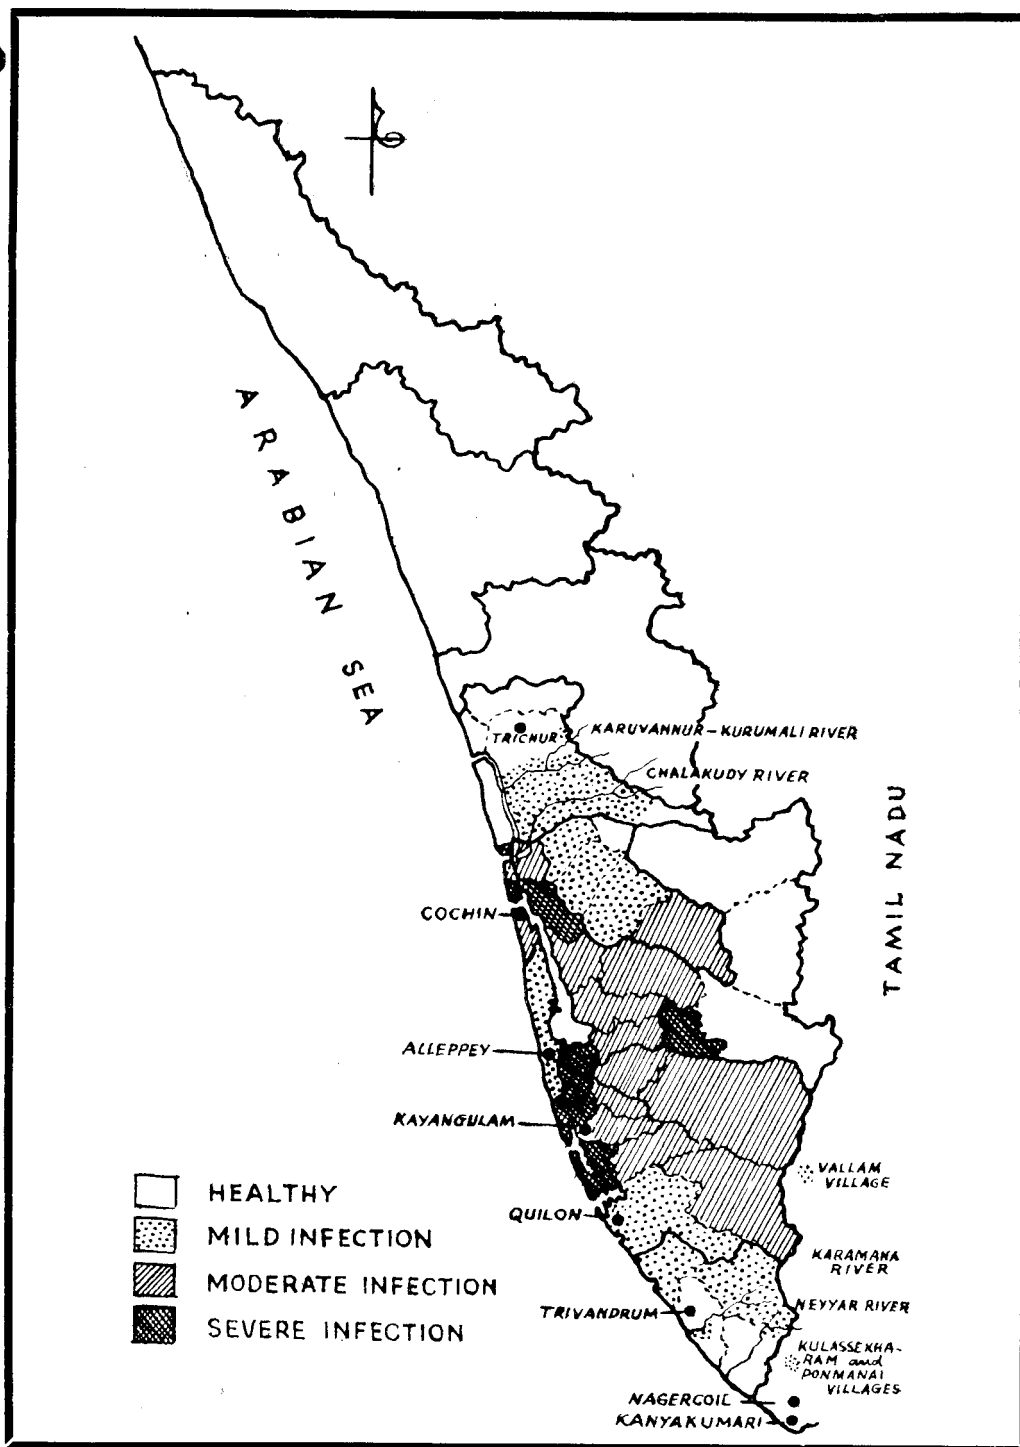 ARABIAN SEA
TRICHUR
KARUVANNUR-KURUMALI RIVER
CHALAKUDY RIVER
TAMIL NADU
COCHIN
ALLEPPEY
KAYANGULAM
VALLAM
VILLAGE
HEALTHY
MILD INFECTION
MODERATE INFECTION
SEVERE INFECTION
QUILON
KARAMANA
RIVER
TRIVANDRUM
NEYYAR RIVER
KULASSEKHA-
RAM and
PONMANAI
VILLAGES
NAGERCOIL
KANYAKUMARI